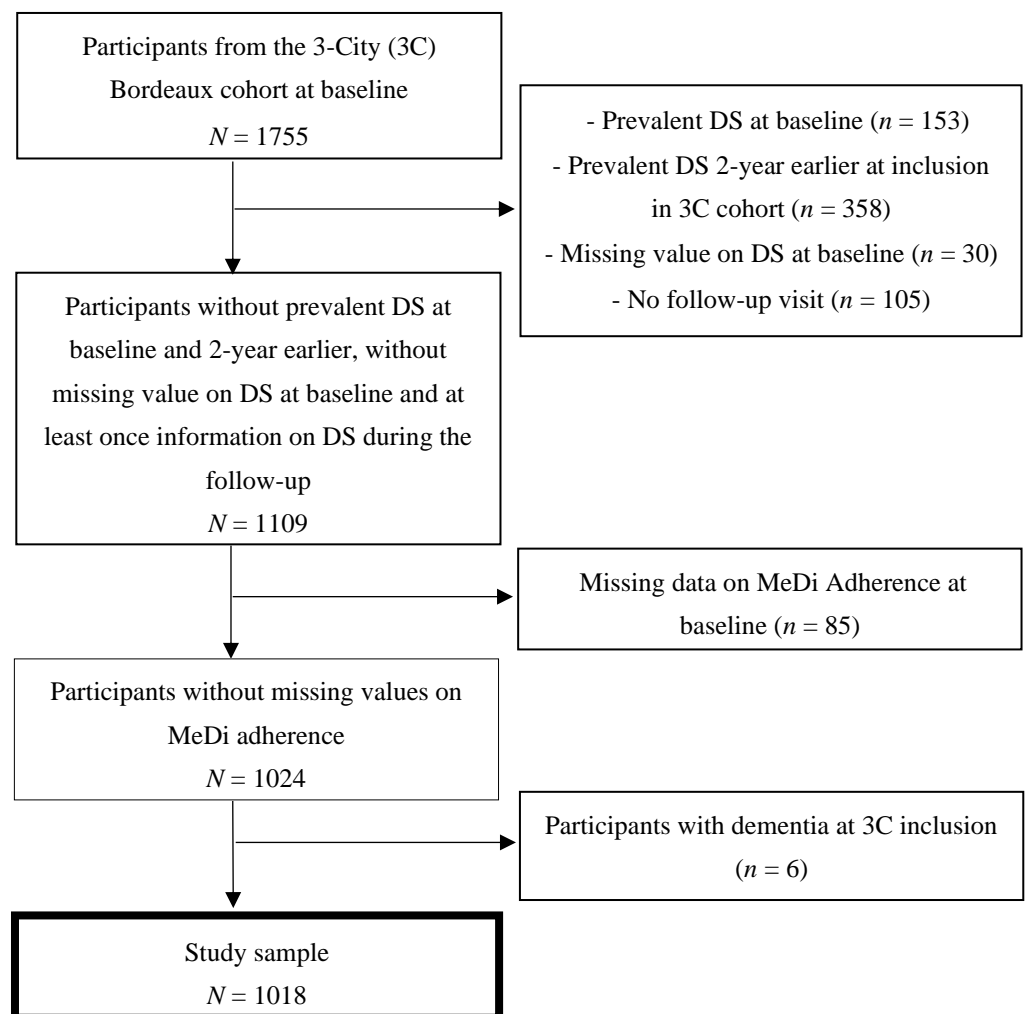 Participants from the 3-City (3C)
Bordeaux cohort at baseline
N = 1755
- Prevalent DS at baseline (n = 153)
- Prevalent DS 2-year earlier at inclusion
in 3C cohort (n = 358)
- Missing value on DS at baseline (n = 30)
- No follow-up visit (n = 105)
Participants without prevalent DS at
baseline and 2-year earlier, without
missing value on DS at baseline and at
least once information on DS during the
follow-up
N = 1109
Missing data on MeDi Adherence at
baseline (n = 85)
Participants without missing values on
MeDi adherence
N = 1024
Participants with dementia at 3C inclusion
(n = 6)
Study sample
N = 1018